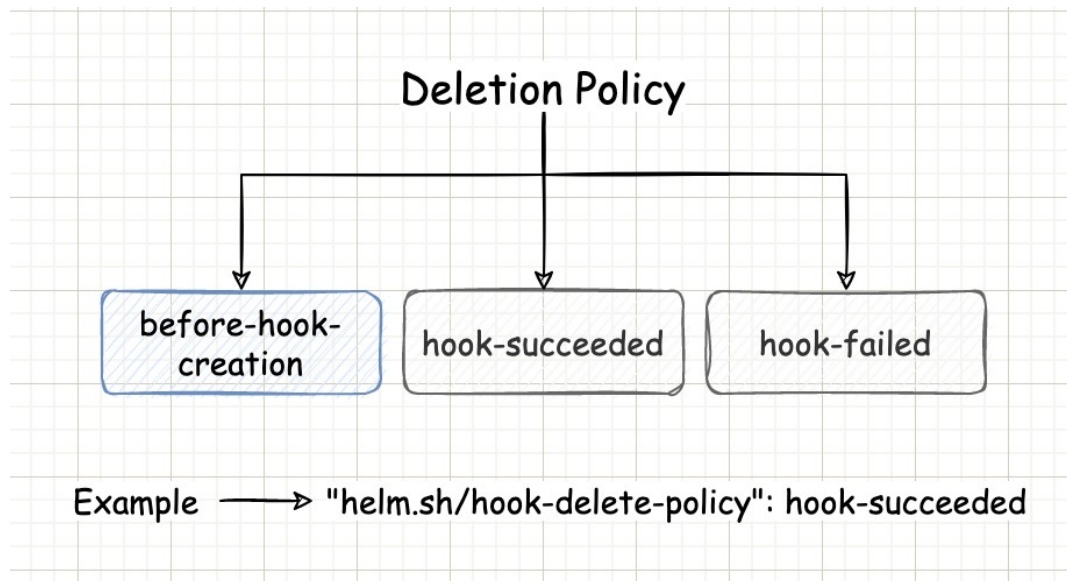 Deletion Policy
before-hook-
creation
hook-succeeded
hook-failed
Example
"helm.sh/hook-delete-policy": hook-succeeded